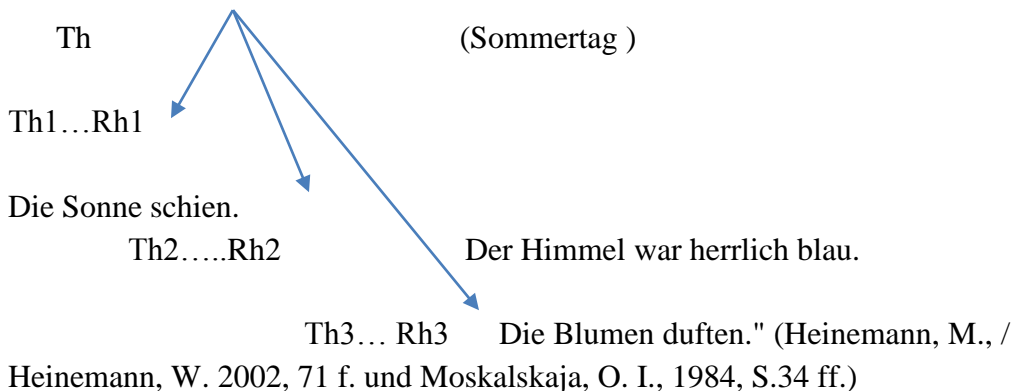 Th (Sommertag )
Th1…Rh1
Die Sonne schien.
Th2…..Rh2 Der Himmel war herrlich blau.
Th3… Rh3 Die Blumen duften." (Heinemann, M., /
Heinemann, W. 2002, 71 f. und Moskalskaja, O. I., 1984, S.34 ff.)